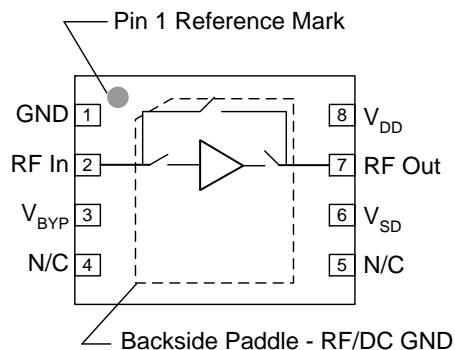 Pin 1 Reference Mark
GND 1 8 VDD
RF In 2 7 RF Out
VBYP 3 6 VSD
N/C 4 5 N/C
Backside Paddle - RF/DC GND